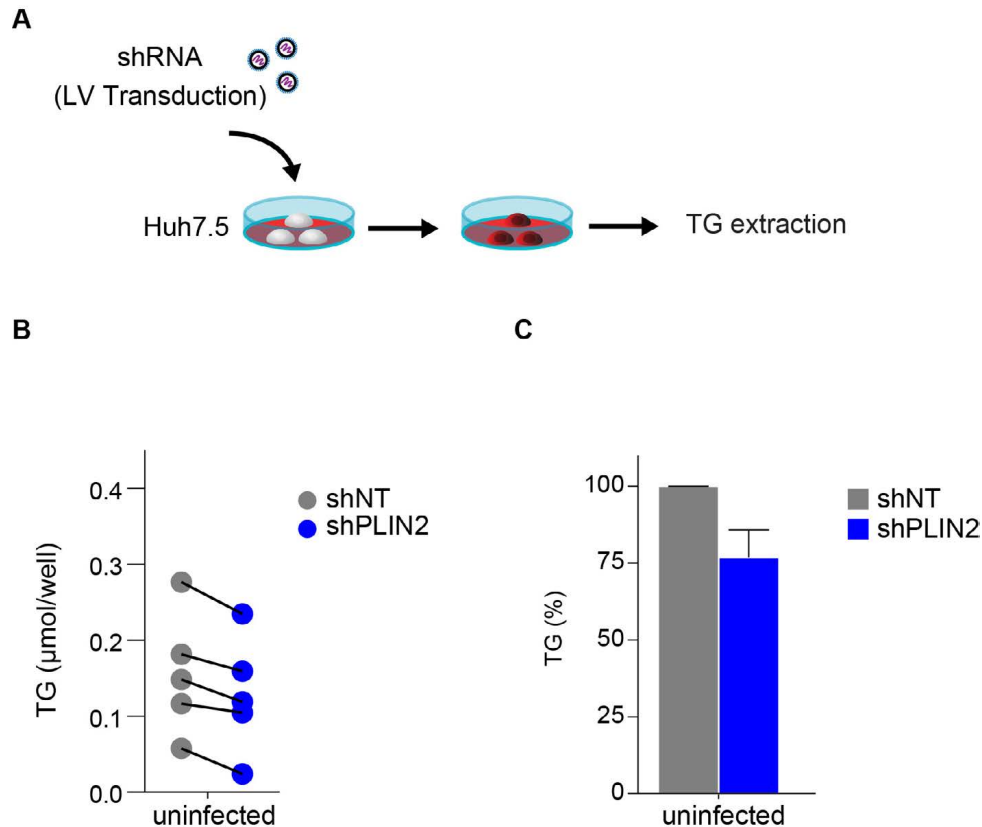 A
shRNA
(LV Transduction)
Huh7.5
TG extraction
B
C
TG (µmol/well)
0.4
0.3
0.2
0.1
0.0
uninfected
shNT
shPLIN2
TG (%)
100
75
50
25
0
uninfected
shNT
shPLIN2